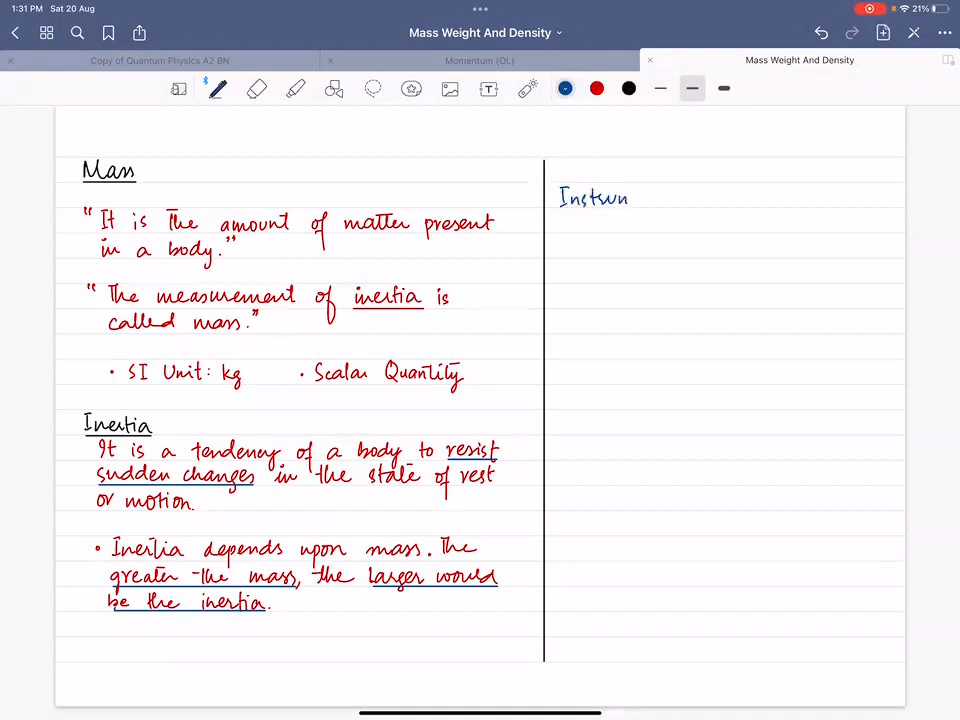 1:31 PM Sat 20 Aug
21%
Mass Weight And Density
Copy of Quantum Physics A2 BN
Momentum (OL)
Mass Weight And Density
Mass
"It is the amount of matter present
in a body."
"The measurement of inertia is
called mass."
• SI Unit: kg • Scalar Quantity
Inertia
It is a tendency of a body to resist
sudden changes in the state of rest
or motion.
• Inertia depends upon mass. The
greater the mass, the larger would
be the inertia.
Instrum